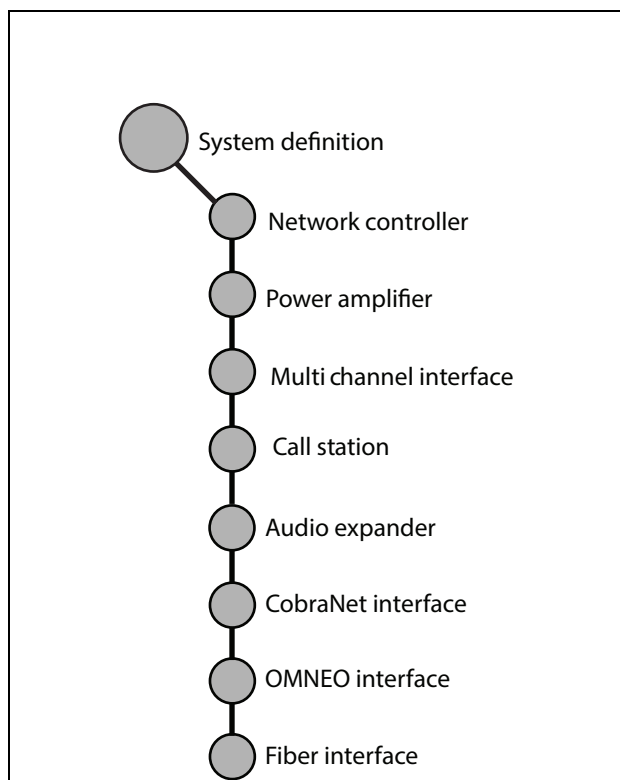 System definition
Network controller
Power amplifier
Multi channel interface
Call station
Audio expander
CobraNet interface
OMNEO interface
Fiber interface